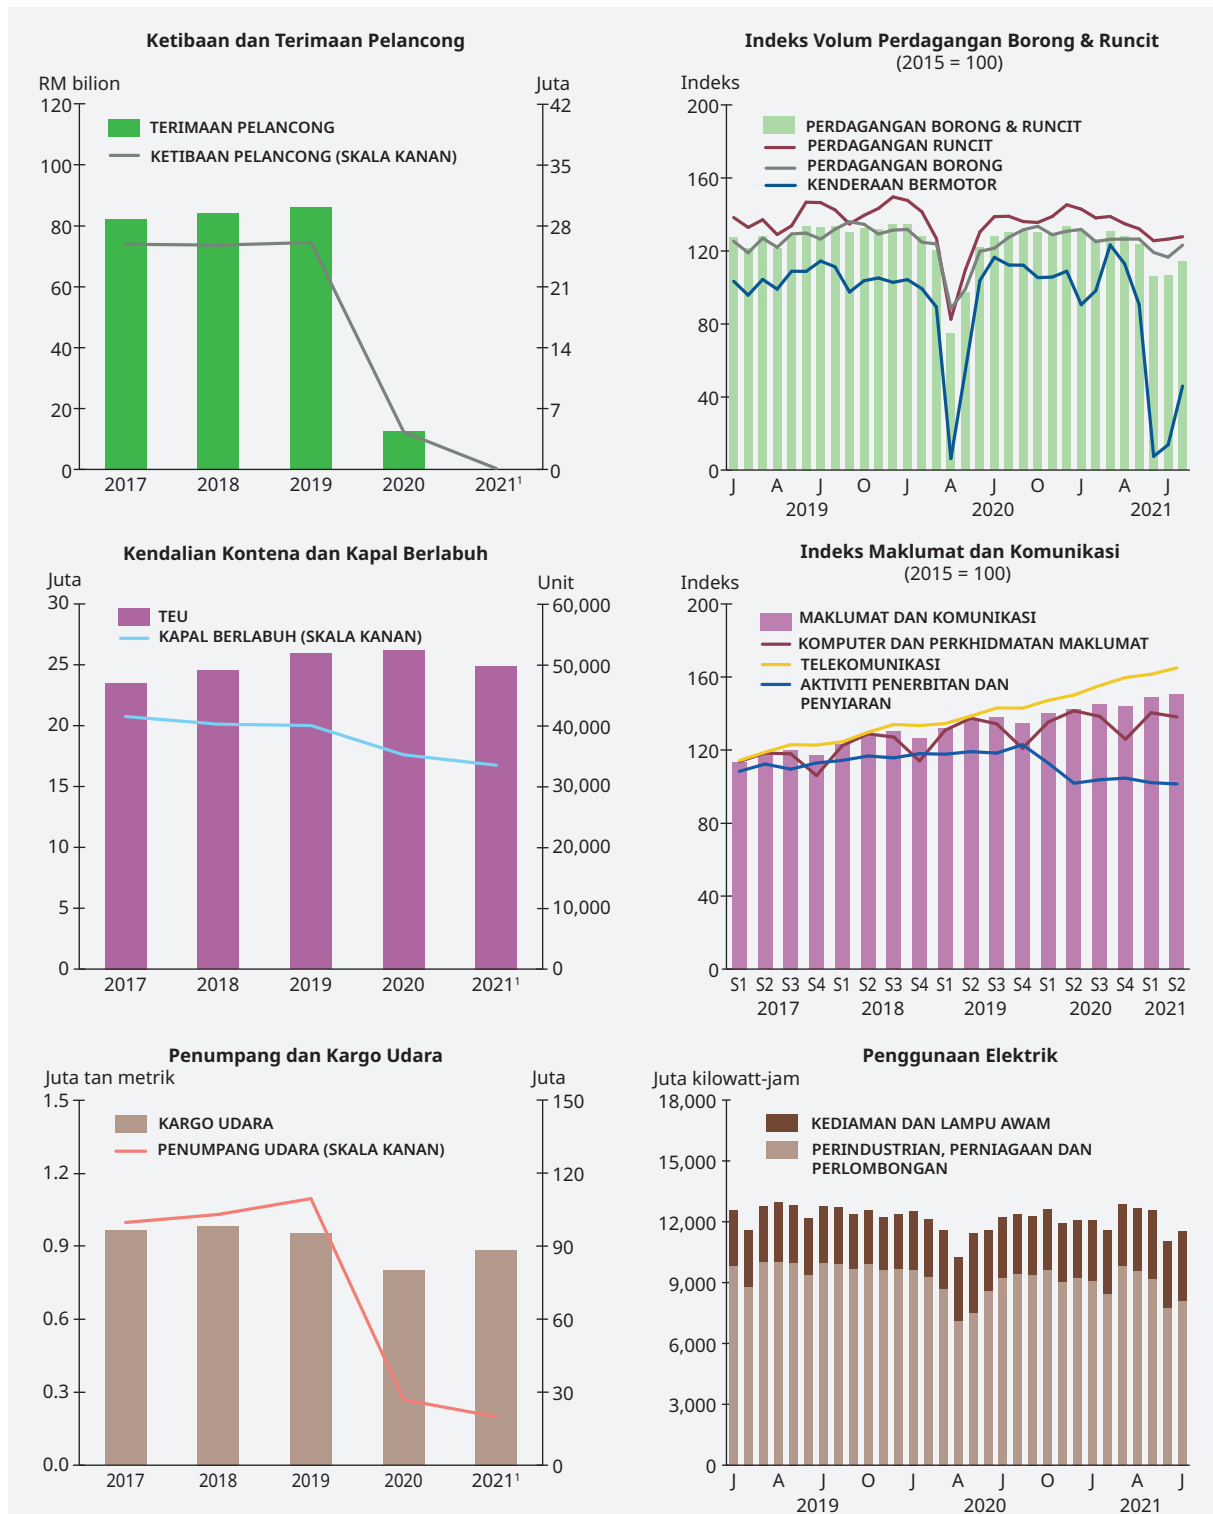 Ketibaan dan Terimaan Pelancong
RM bilion
Juta
120
100
80
60
40
20
0
42
35
28
21
14
7
0
TERIMAAN PELANCONG
KETIBAAN PELANCONG (SKALA KANAN)
2017 2018 2019 2020 2021¹
Indeks Volum Perdagangan Borong & Runcit
(2015 = 100)
Indeks
200
160
120
80
40
0
PERDAGANGAN BORONG & RUNCIT
PERDAGANGAN RUNCIT
PERDAGANGAN BORONG
KENDERAAN BERMOTOR
J A J O J A J O J A J
2019 2020 2021
Kendalian Kontena dan Kapal Berlabuh
Juta
Unit
30
25
20
15
10
5
0
60,000
50,000
40,000
30,000
20,000
10,000
0
TEU
KAPAL BERLABUH (SKALA KANAN)
2017 2018 2019 2020 2021¹
Indeks Maklumat dan Komunikasi
(2015 = 100)
Indeks
200
160
120
80
40
0
MAKLUMAT DAN KOMUNIKASI
KOMPUTER DAN PERKHIDMATAN MAKLUMAT
TELEKOMUNIKASI
AKTIVITI PENERBITAN DAN
PENYIARAN
S1 S2 S3 S4 S1 S2 S3 S4 S1 S2 S3 S4 S1 S2 S3 S4 S1 S2
2017 2018 2019 2020 2021
Penumpang dan Kargo Udara
Juta tan metrik
Juta
1.5
1.2
0.9
0.6
0.3
0.0
150
120
90
60
30
0
KARGO UDARA
PENUMPANG UDARA (SKALA KANAN)
2017 2018 2019 2020 2021¹
Penggunaan Elektrik
Juta kilowatt-jam
18,000
15,000
12,000
9,000
6,000
3,000
0
KEDIAMAN DAN LAMPU AWAM
PERINDUSTRIAN, PERNIAGAAN DAN
PERLOMBONGAN
J A J O J A J O J A J
2019 2020 2021